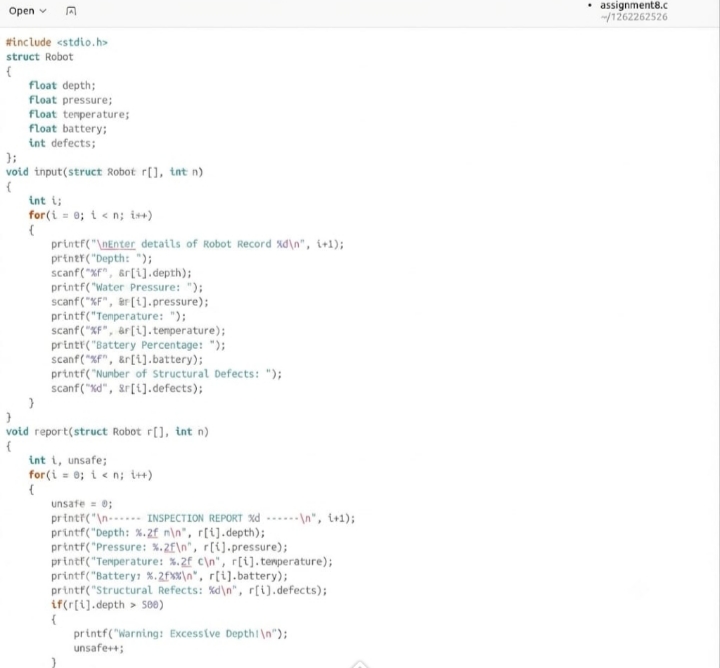 Open
assignment8.c
~/1262262526
#include <stdio.h>
struct Robot
{
    float depth;
    float pressure;
    float temperature;
    float battery;
    int defects;
};
void input(struct Robot r[], int n)
{
    int i;
    for(i = 0; i < n; i++)
    {
        printf("\nEnter details of Robot Record %d\n", i+1);
        printf("Depth: ");
        scanf("%f", &r[i].depth);
        printf("Water Pressure: ");
        scanf("%f", &r[i].pressure);
        printf("Temperature: ");
        scanf("%f", &r[i].temperature);
        printf("Battery Percentage: ");
        scanf("%f", &r[i].battery);
        printf("Number of Structural Defects: ");
        scanf("%d", &r[i].defects);
    }
}
void report(struct Robot r[], int n)
{
    int i, unsafe;
    for(i = 0; i < n; i++)
    {
        unsafe = 0;
        printf("\n------ INSPECTION REPORT %d ------\n", i+1);
        printf("Depth: %.2f m\n", r[i].depth);
        printf("Pressure: %.2f\n", r[i].pressure);
        printf("Temperature: %.2f c\n", r[i].temperature);
        printf("Battery: %.2f%%\n", r[i].battery);
        printf("Structural Refects: %d\n", r[i].defects);
        if(r[i].depth > 500)
        {
            printf("Warning: Excessive Depth!\n");
            unsafe++;
        }